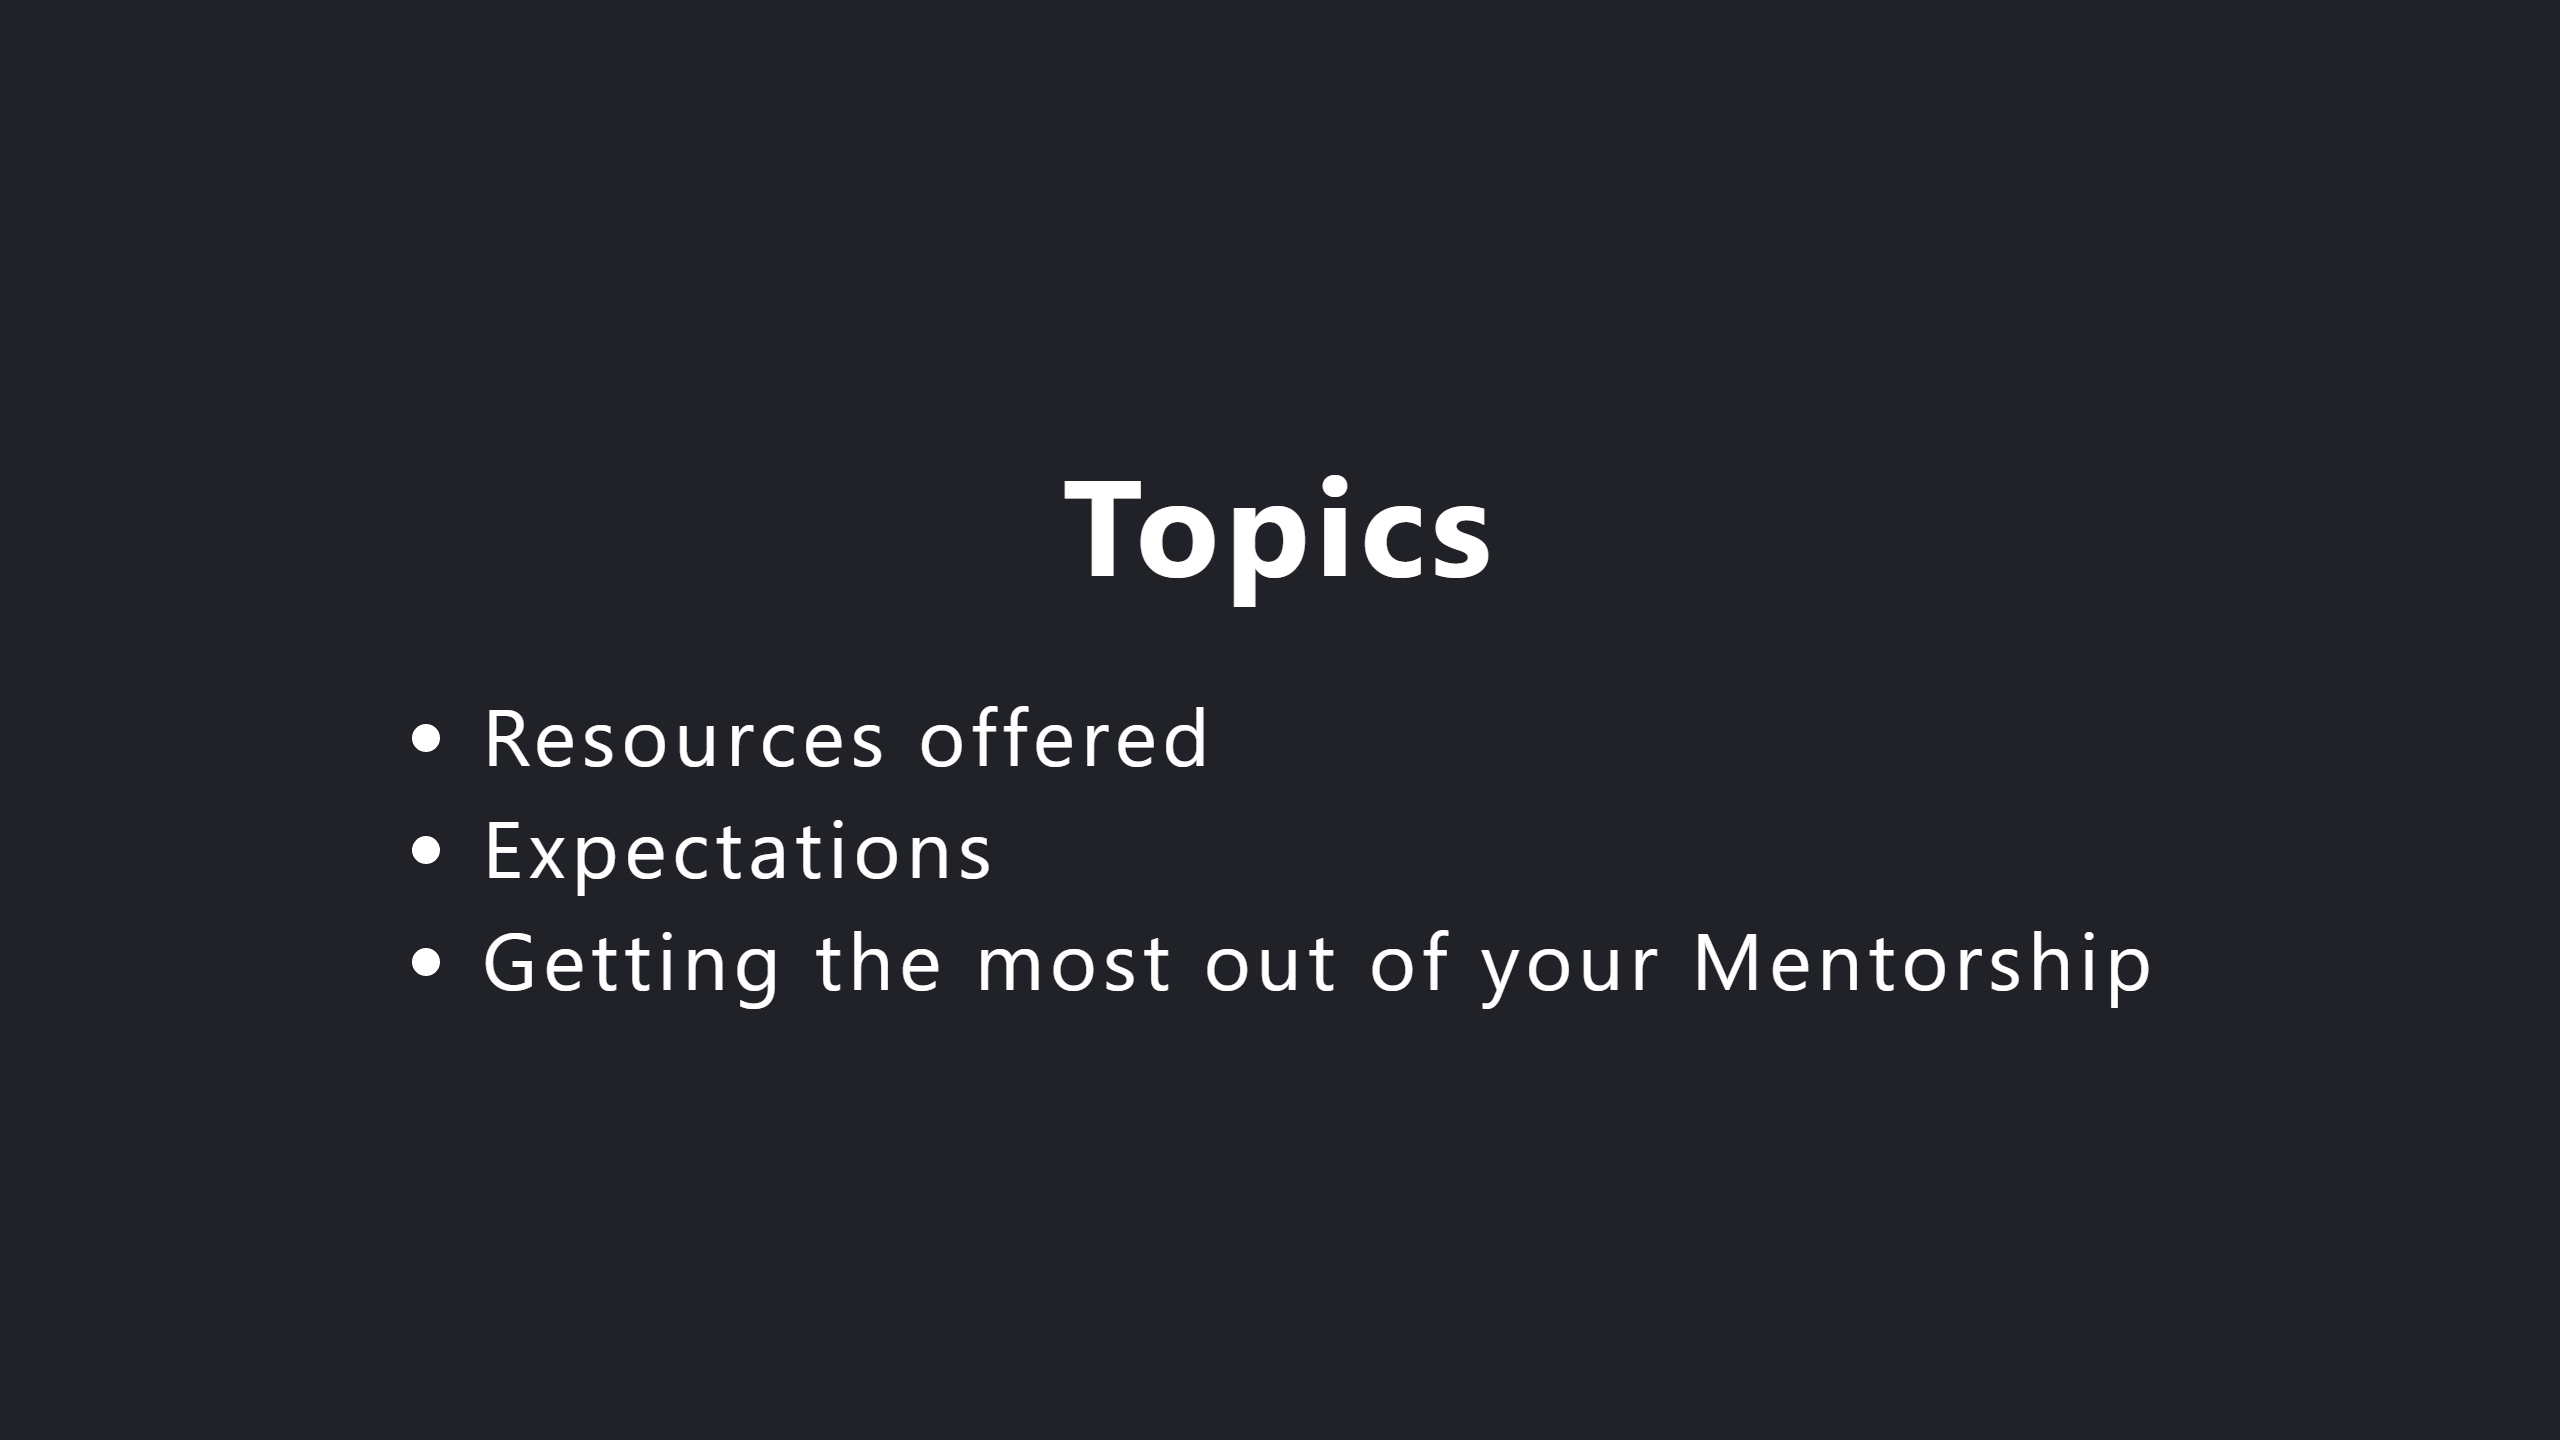 Topics
• Resources offered
• Expectations
• Getting the most out of your Mentorship